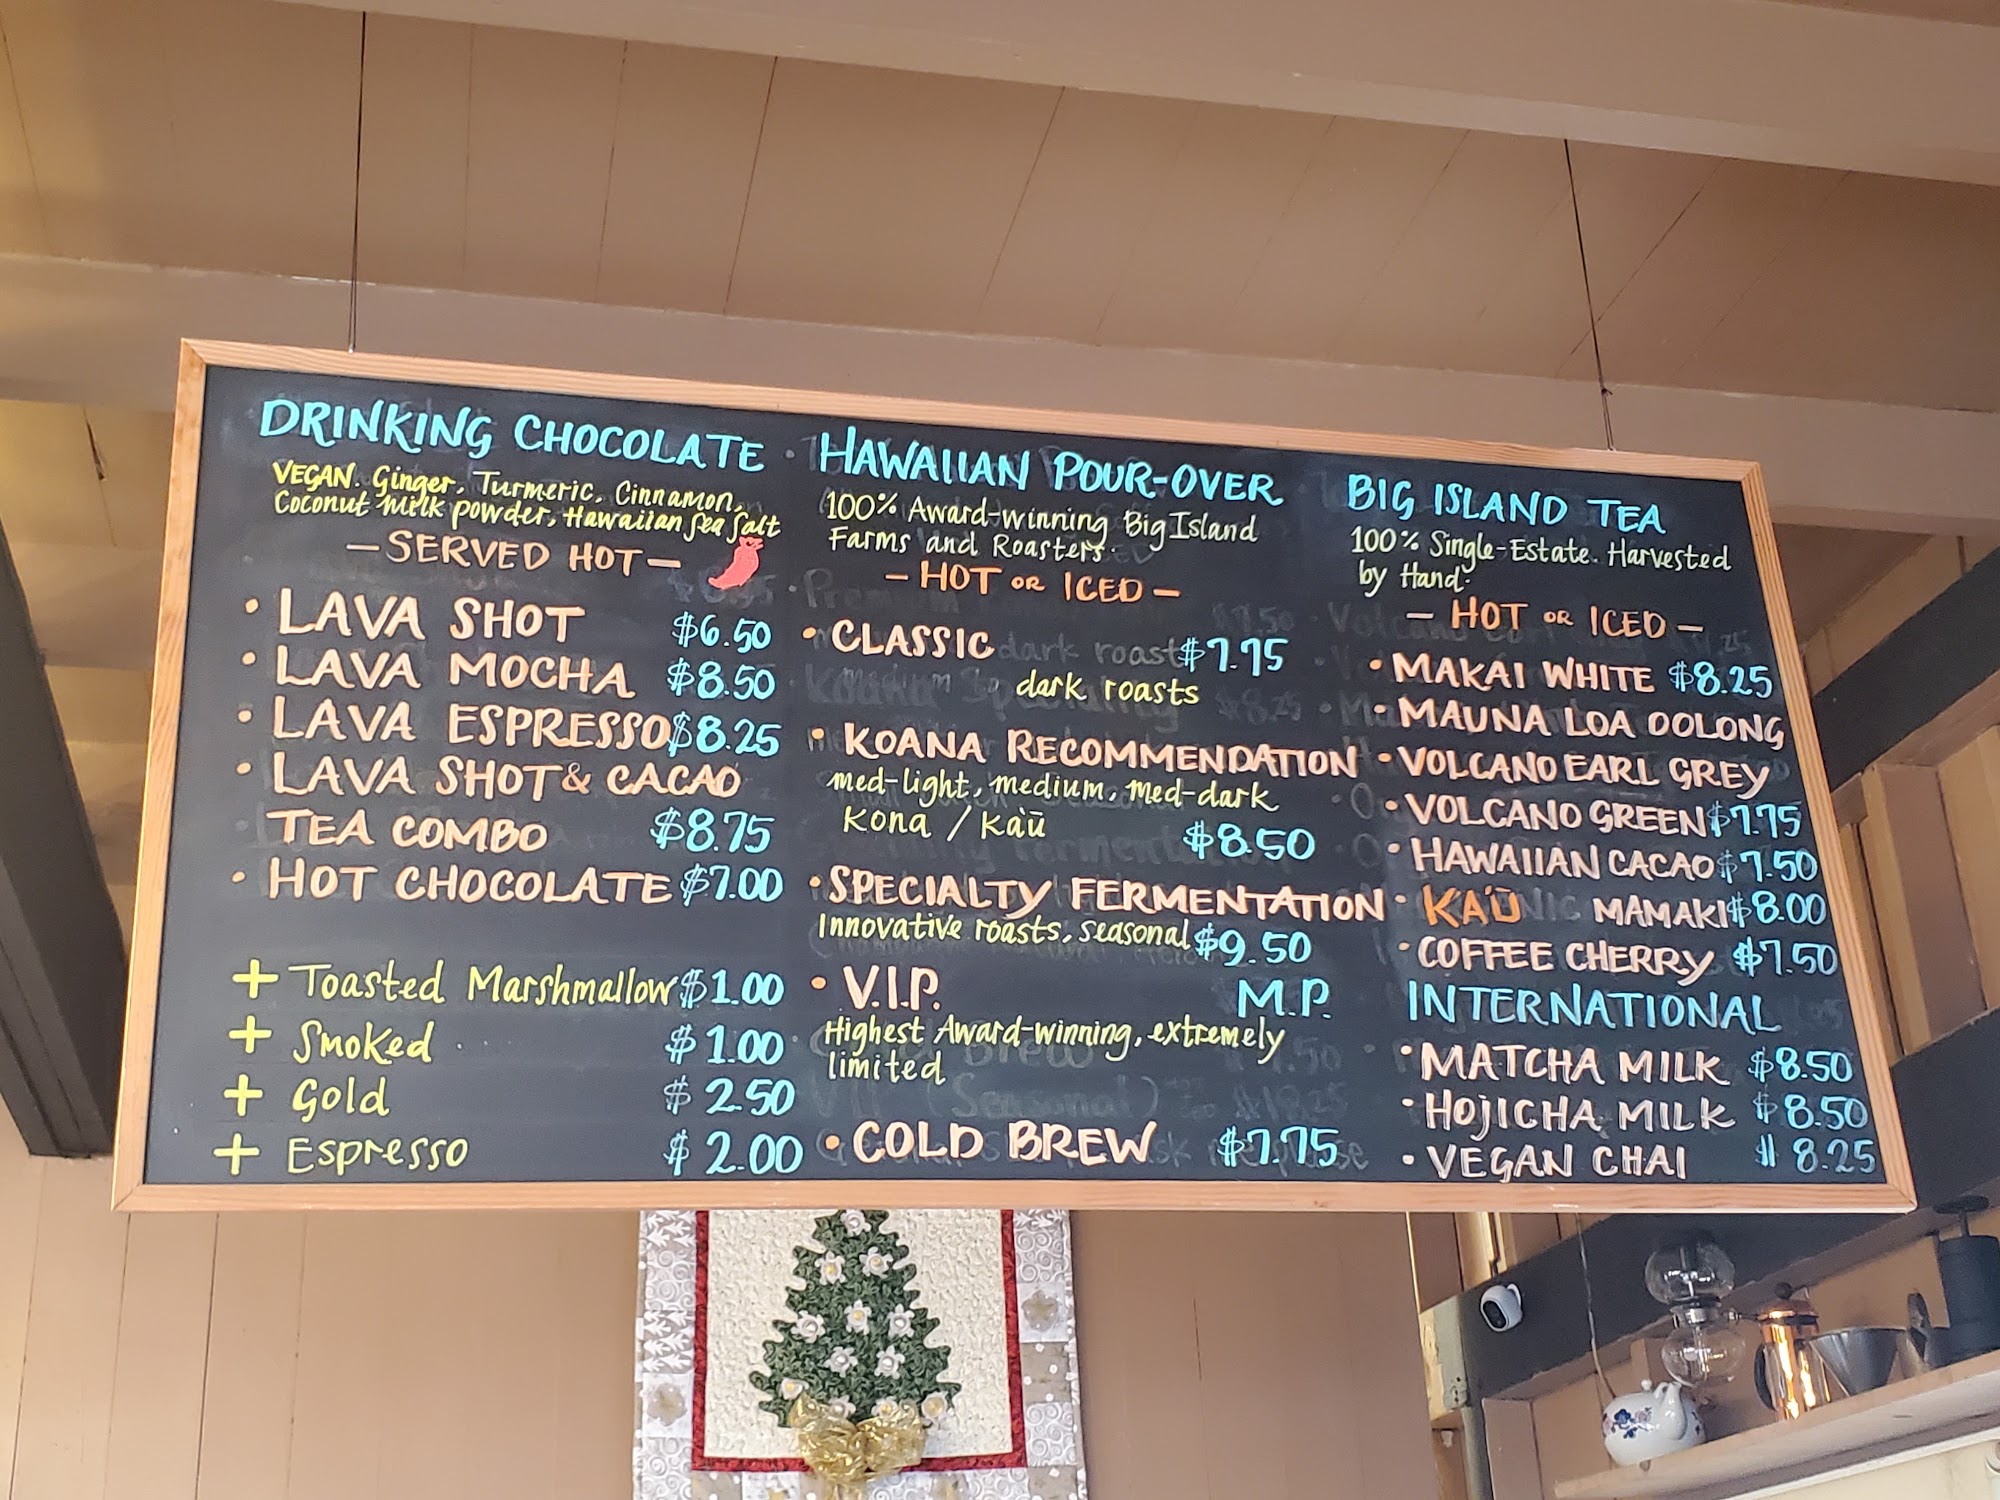 DRINKING CHOCOLATE
VEGAN. Ginger, Turmeric, Cinnamon,
Coconut milk powder, Hawaiian Sea Salt
— SERVED HOT —
• LAVA SHOT $6.50
• LAVA MOCHA $8.50
• LAVA ESPRESSO $8.25
• LAVA SHOT & CACAO
TEA COMBO $8.75
• HOT CHOCOLATE $7.00
+ Toasted Marshmallow $1.00
+ Smoked $1.00
+ Gold $2.50
+ Espresso $2.00
HAWAIIAN POUR-OVER
100% Award-winning Big Island
Farms and Roasters.
— HOT OR ICED —
• CLASSIC $7.75
dark roasts
• KOANA RECOMMENDATION
med-light, medium, med-dark
Kona / Ka'ū $8.50
• SPECIALTY FERMENTATION
Innovative roasts, seasonal $9.50
• V.I.P. M.P.
Highest Award-winning, extremely
limited
• COLD BREW $7.75
BIG ISLAND TEA
100% Single-Estate. Harvested
by Hand.
— HOT OR ICED —
• MAKAI WHITE $8.25
• MAUNA LOA OOLONG
• VOLCANO EARL GREY
• VOLCANO GREEN $7.75
• HAWAIIAN CACAO $7.50
• KA'Ū MAMAKI $8.00
• COFFEE CHERRY $7.50
INTERNATIONAL
• MATCHA MILK $8.50
• HOJICHA MILK $8.50
• VEGAN CHAI $8.25